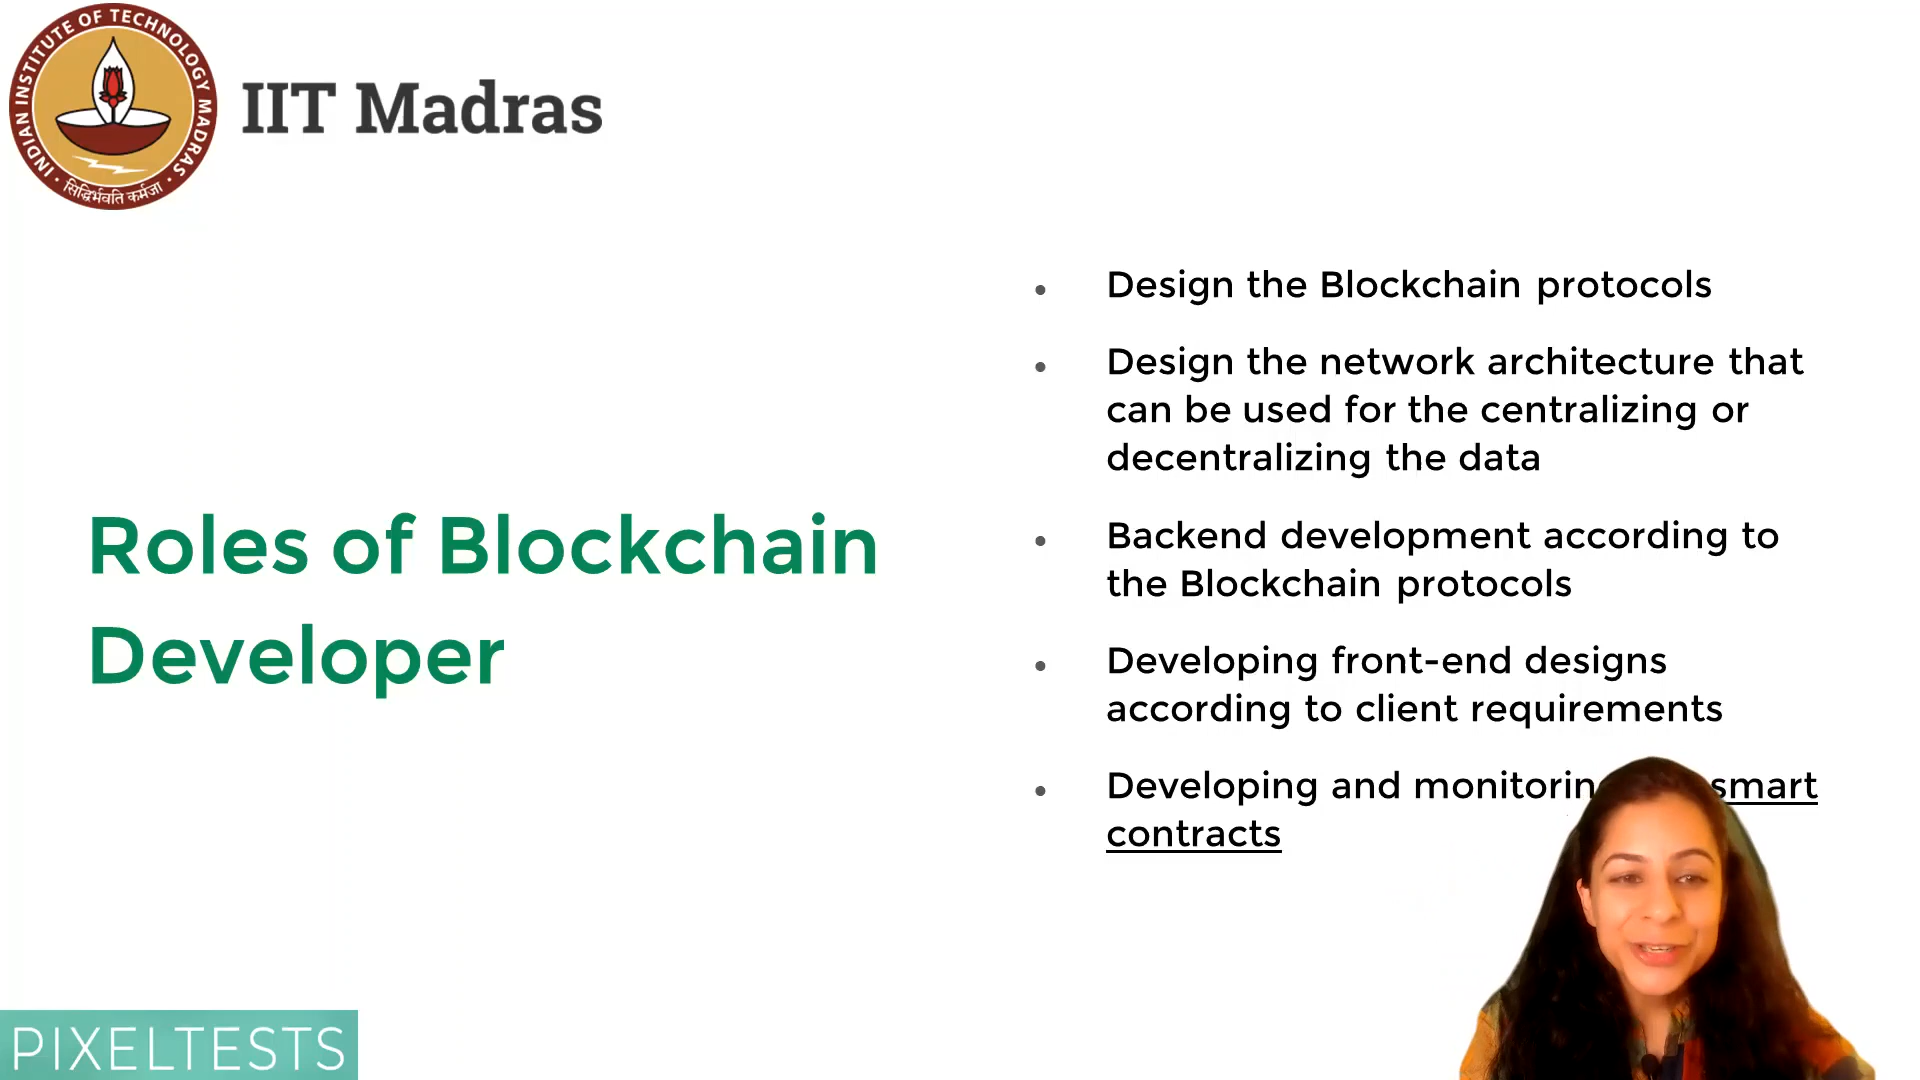 INDIAN INSTITUTE OF TECHNOLOGY MADRAS
सिद्धिर्भवति कर्मजा
IIT Madras
Roles of Blockchain
Developer
Design the Blockchain protocols
Design the network architecture that
can be used for the centralizing or
decentralizing the data
Backend development according to
the Blockchain protocols
Developing front-end designs
according to client requirements
Developing and monitorin smart
contracts
PIXELTESTS